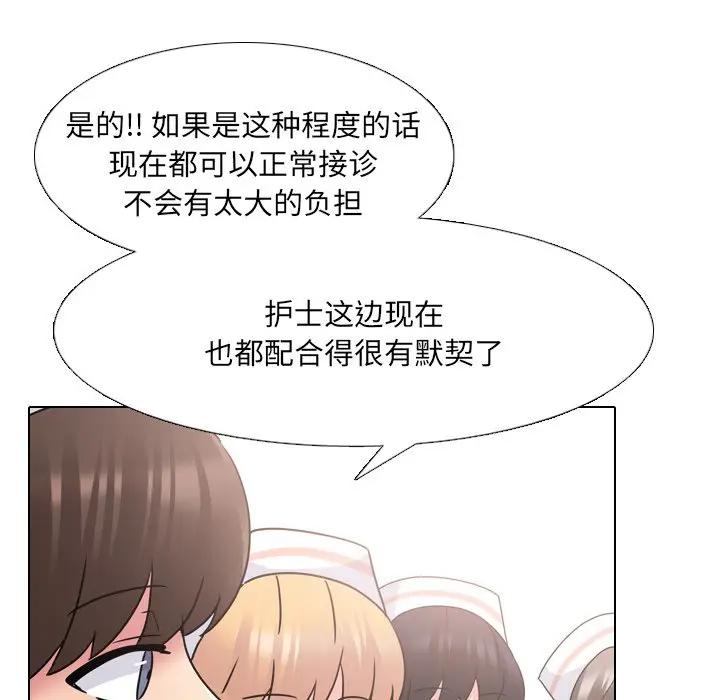 是的!! 如果是这种程度的话
现在都可以正常接诊
不会有太大的负担
护士这边现在
也都配合得很有默契了